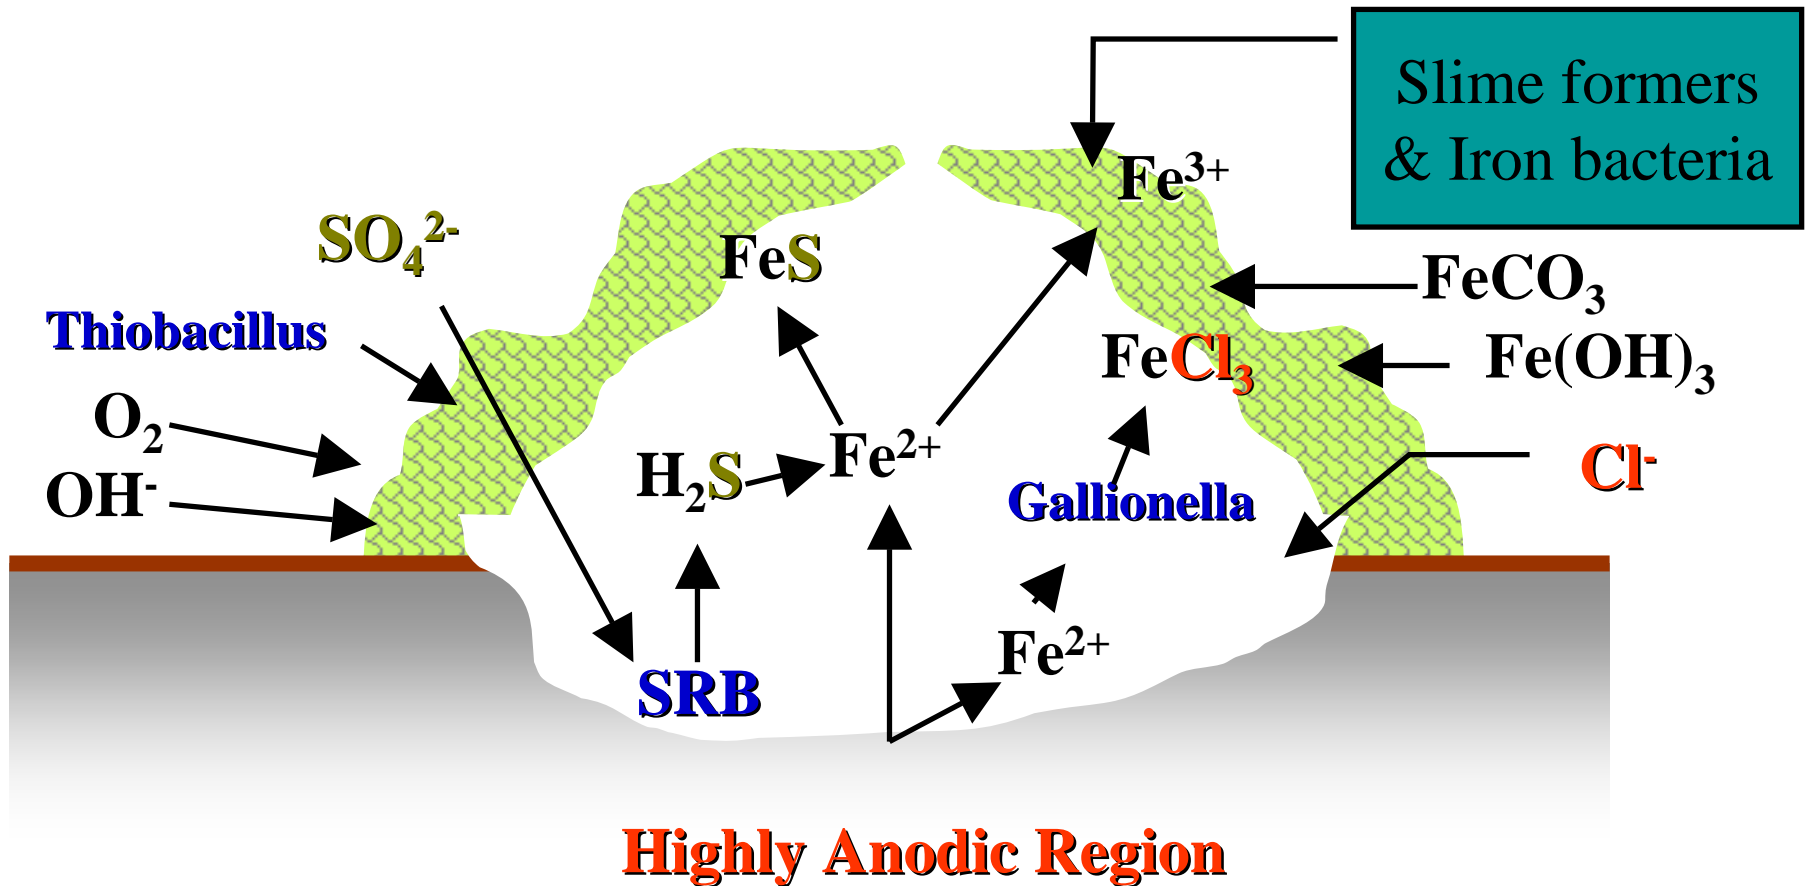 Slime formers
& Iron bacteria
Fe³⁺
SO₄²⁻
FeS
FeCO₃
Thiobacillus
FeCl₃
Fe(OH)₃
O₂
Fe²⁺
Cl⁻
H₂S
OH⁻
Gallionella
Fe²⁺
SRB
Highly Anodic Region